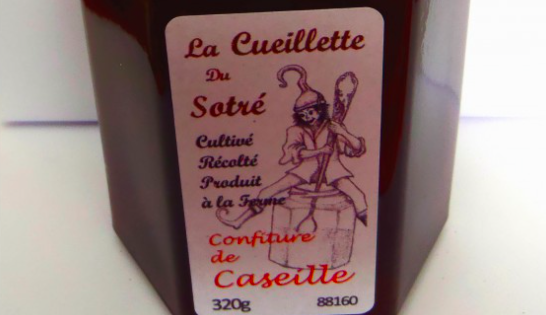 La Cueillette
Du
Sotré
Cultivé
Récolté
Produit
à la Ferme
Confiture
de
Caseille
320g 88160